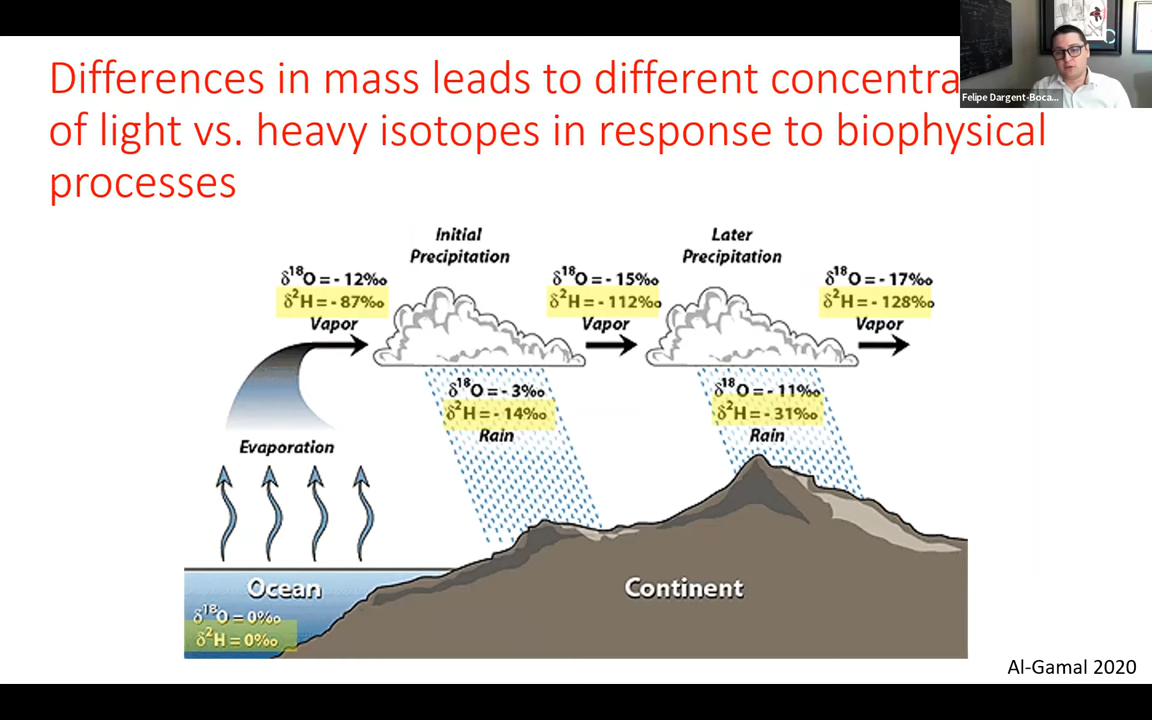 Differences in mass leads to different concentra
of light vs. heavy isotopes in response to biophysical
processes
Felipe Dargent-Boca...
Initial
Precipitation
Later
Precipitation
δ¹⁸O = - 12‰
δ²H = - 87‰
Vapor
δ¹⁸O = - 15‰
δ²H = - 112‰
Vapor
δ¹⁸O = - 17‰
δ²H = - 128‰
Vapor
δ¹⁸O = - 3‰
δ²H = - 14‰
Rain
δ¹⁸O = - 11‰
δ²H = - 31‰
Rain
Evaporation
Ocean
δ¹⁸O = 0‰
δ²H = 0‰
Continent
Al-Gamal 2020